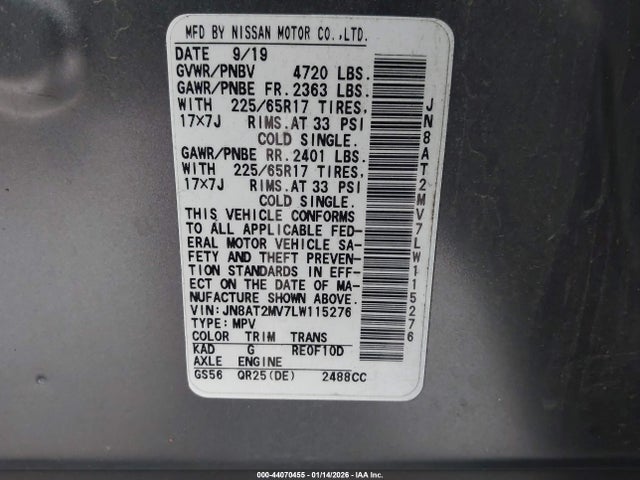 MFD BY NISSAN MOTOR CO.,LTD.
DATE 9/19
GVWR/PNBV 4720 LBS.
GAWR/PNBE FR. 2363 LBS.
WITH 225/65R17 TIRES,
17×7J RIMS.AT 33 PSI
COLD SINGLE.
GAWR/PNBE RR. 2401 LBS.
WITH 225/65R17 TIRES,
17×7J RIMS.AT 33 PSI
COLD SINGLE.
THIS VEHICLE CONFORMS
TO ALL APPLICABLE FED-
ERAL MOTOR VEHICLE SA-
FETY AND THEFT PREVEN-
TION STANDARDS IN EFF-
ECT ON THE DATE OF MA-
NUFACTURE SHOWN ABOVE.
VIN: JN8AT2MV7LW115276
TYPE: MPV
COLOR TRIM TRANS
KAD G RE0F10D
AXLE ENGINE
GS56 QR25(DE) 2488CC
JN8AT2MV7LW115276
000-44070455 - 01/14/2026 - IAA Inc.